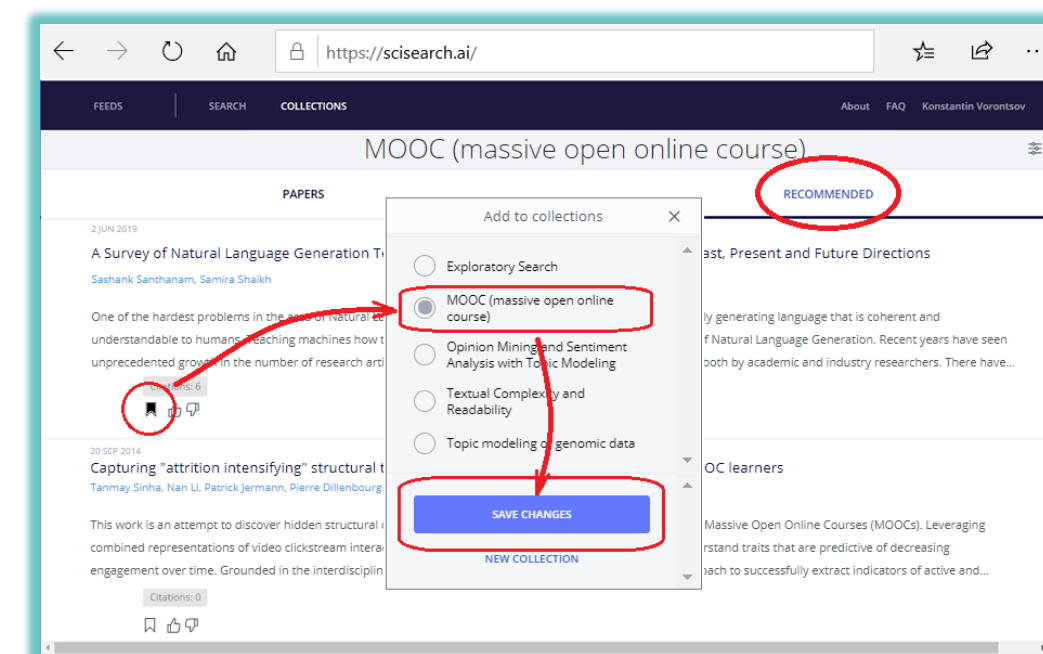 https://scisearch.ai/
FEEDS SEARCH COLLECTIONS About FAQ Konstantin Vorontsov
MOOC (massive open online course)
PAPERS RECOMMENDED
2 JUN 2019
A Survey of Natural Language Generation Te ast, Present and Future Directions
Sashank Santhanam, Samira Shaikh
One of the hardest problems in the area of Natural La ly generating language that is coherent and
understandable to humans. Teaching machines how t f Natural Language Generation. Recent years have seen
unprecedented growth in the number of research arti both by academic and industry researchers. There have...
Citations: 6
20 SEP 2014
Capturing "attrition intensifying" structural t OC learners
Tanmay Sinha, Nan Li, Patrick Jermann, Pierre Dillenbourg
This work is an attempt to discover hidden structural Massive Open Online Courses (MOOCs). Leveraging
combined representations of video clickstream intera rstand traits that are predictive of decreasing
engagement over time. Grounded in the interdisciplin ach to successfully extract indicators of active and...
Citations: 0
Add to collections
Exploratory Search
MOOC (massive open online
course)
Opinion Mining and Sentiment
Analysis with Topic Modeling
Textual Complexity and
Readability
Topic modeling of genomic data
SAVE CHANGES
NEW COLLECTION